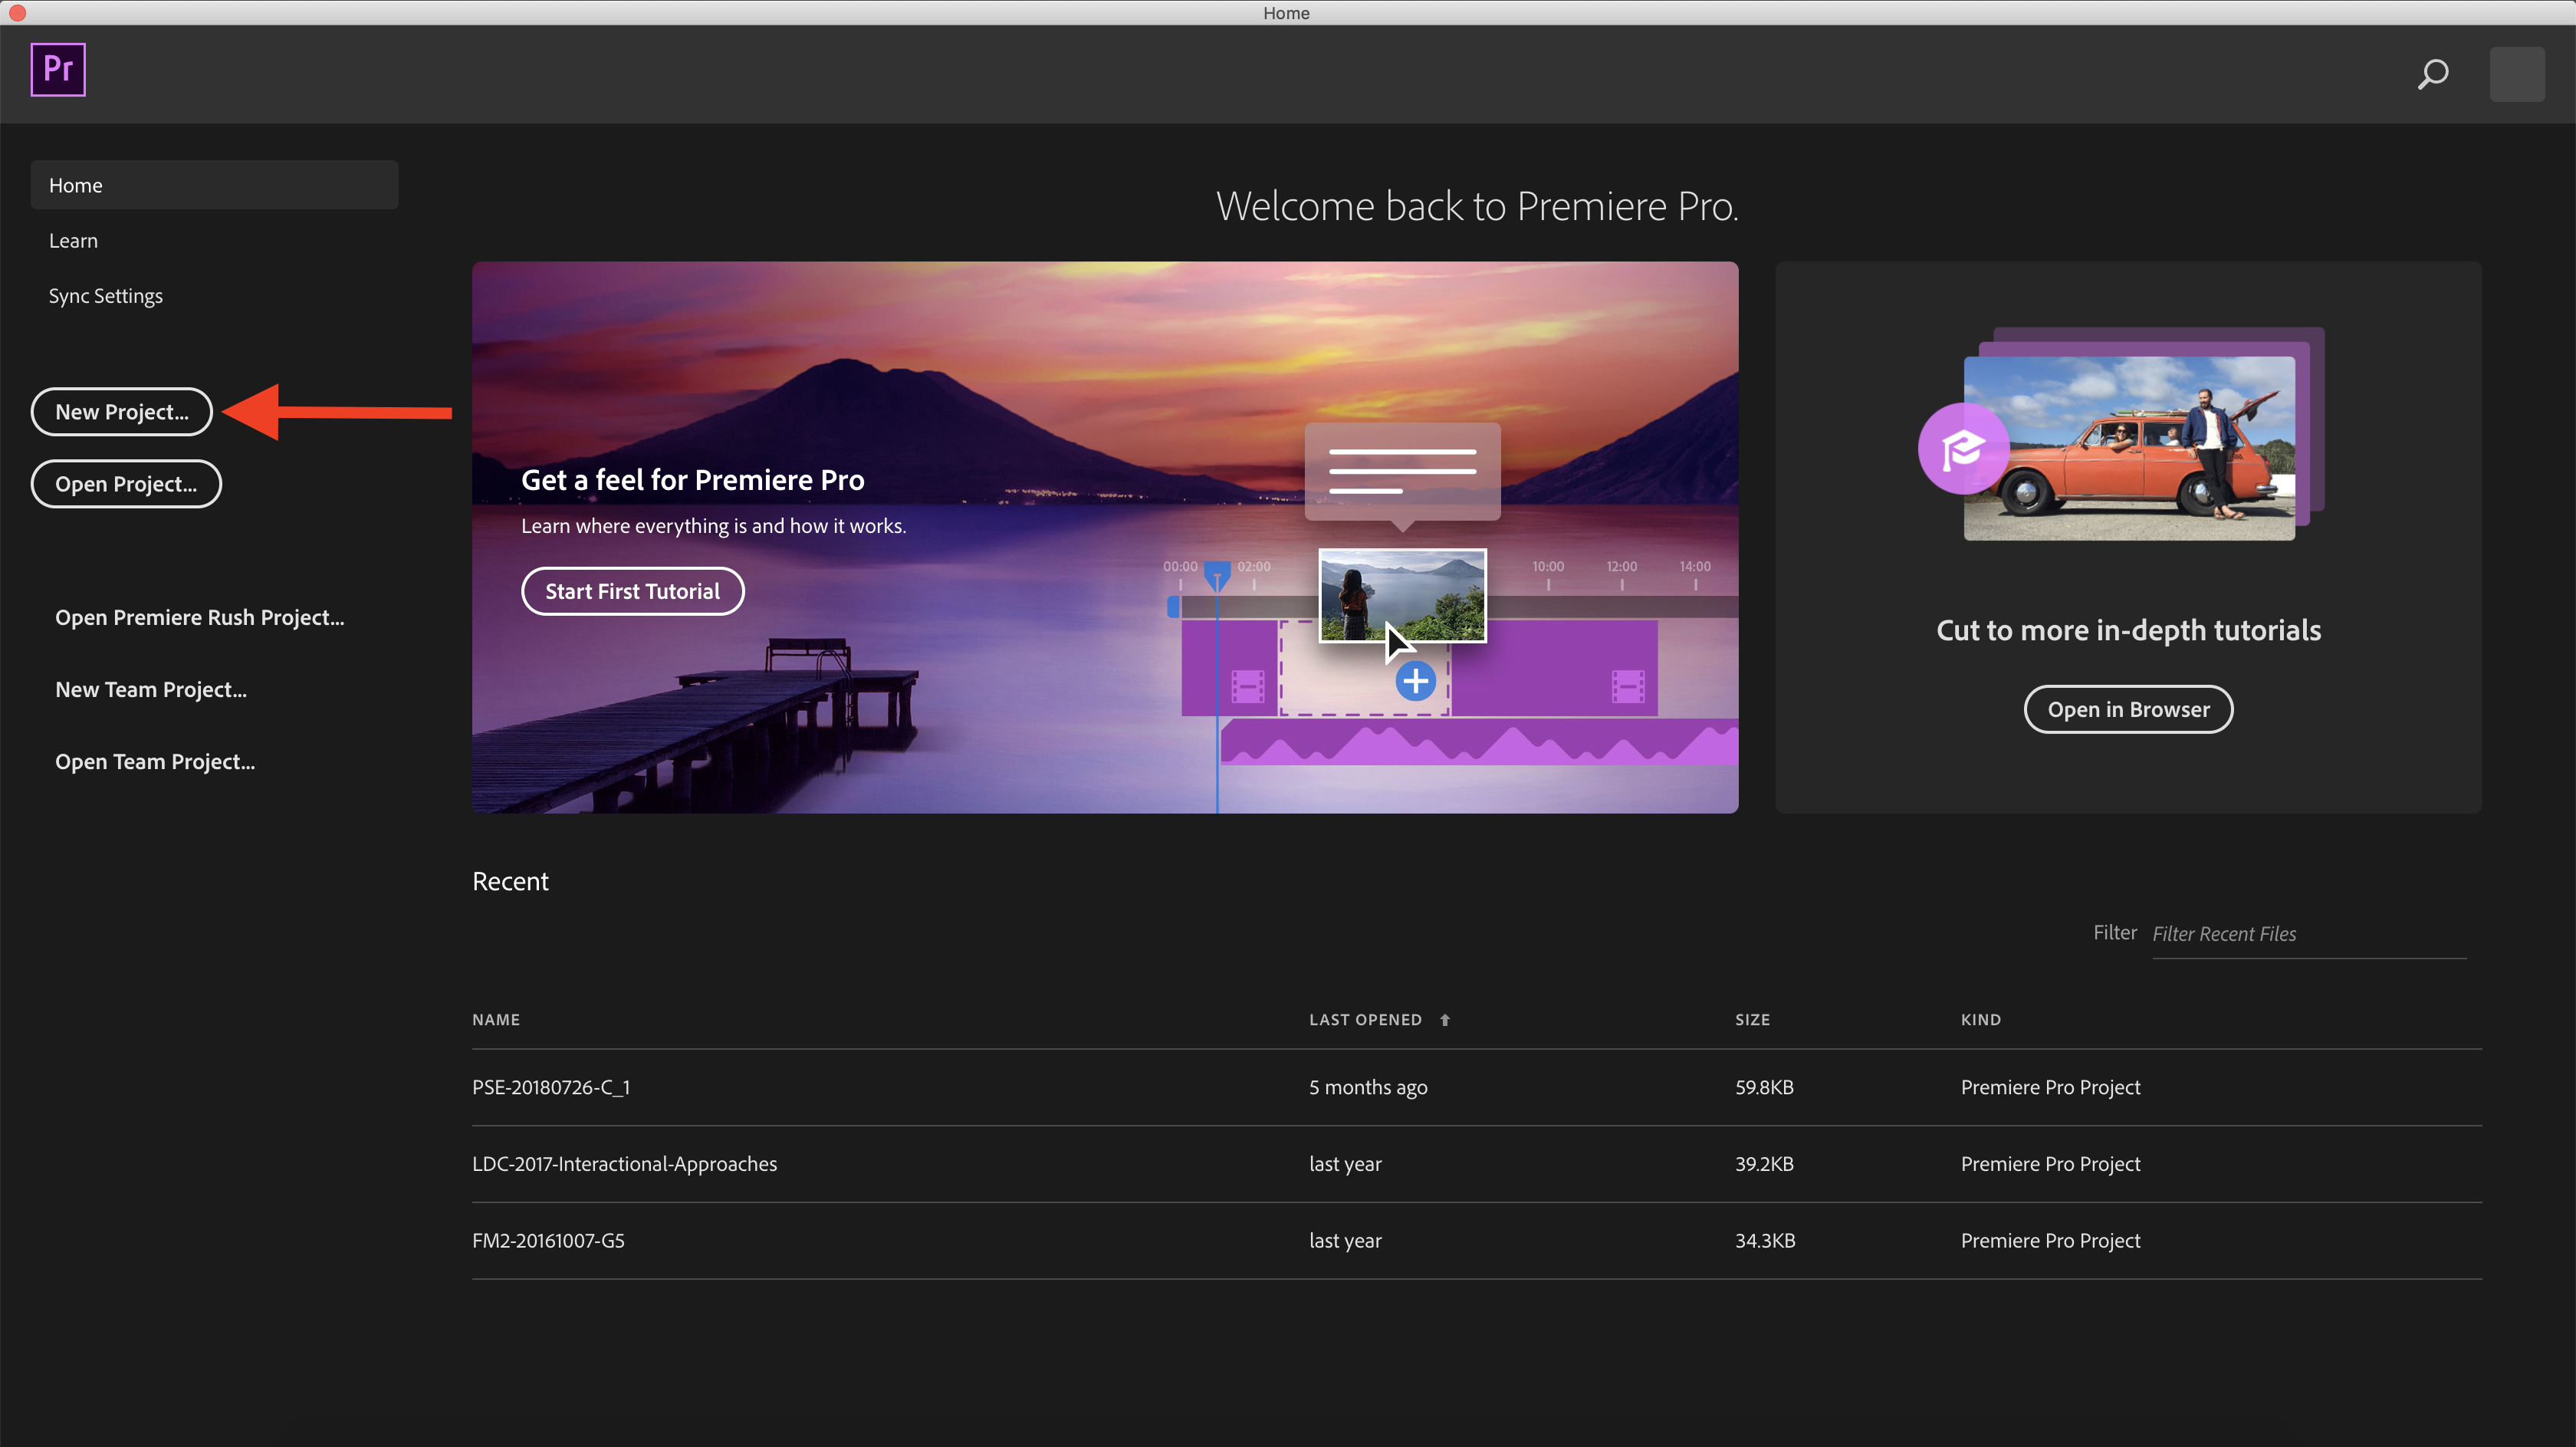 Home
Pr
Home
Learn
Sync Settings
New Project...
Open Project...
Open Premiere Rush Project...
New Team Project...
Open Team Project...
Welcome back to Premiere Pro.
Get a feel for Premiere Pro
Learn where everything is and how it works.
Start First Tutorial
00:00 02:00 10:00 12:00 14:00
Cut to more in-depth tutorials
Open in Browser
Recent
Filter Filter Recent Files
NAME LAST OPENED SIZE KIND
PSE-20180726-C_1 5 months ago 59.8KB Premiere Pro Project
LDC-2017-Interactional-Approaches last year 39.2KB Premiere Pro Project
FM2-20161007-G5 last year 34.3KB Premiere Pro Project